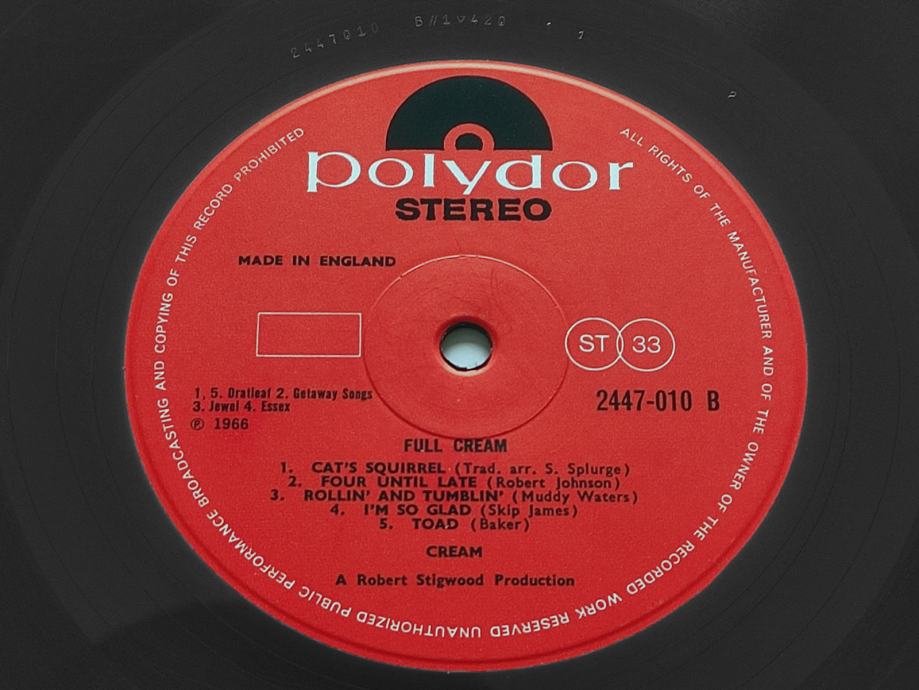 2447010 B//1▽420
polydor
STEREO
MADE IN ENGLAND
ST 33
1, 5. Dratleaf 2. Getaway Songs
3. Jewel 4. Essex
℗ 1966
2447-010 B
FULL CREAM
1. CAT'S SQUIRREL (Trad. arr. S. Splurge)
2. FOUR UNTIL LATE (Robert Johnson)
3. ROLLIN' AND TUMBLIN' (Muddy Waters)
4. I'M SO GLAD (Skip James)
5. TOAD (Baker)
CREAM
A Robert Stigwood Production
ALL RIGHTS OF THE MANUFACTURER AND OF THE OWNER OF THE RECORDED WORK RESERVED UNAUTHORIZED PUBLIC PERFORMANCE BROADCASTING AND COPYING OF THIS RECORD PROHIBITED